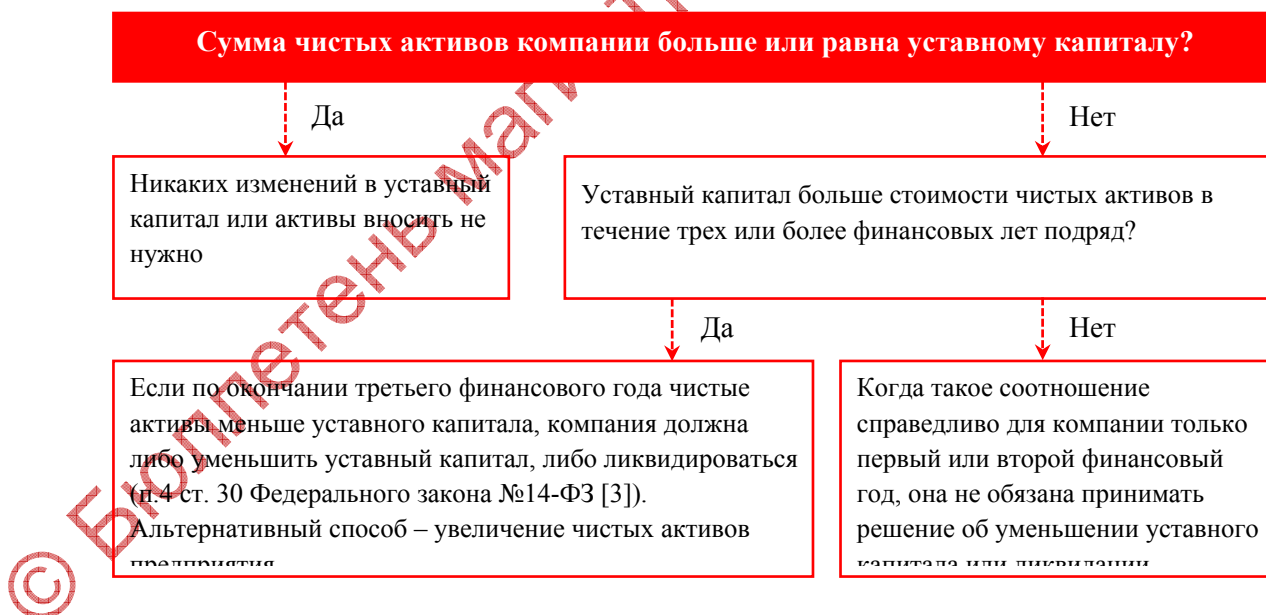 Сумма чистых активов компании больше или равна уставному капиталу?
Да
Нет
Никаких изменений в уставный
капитал или активы вносить не
нужно
Уставный капитал больше стоимости чистых активов в
течение трех или более финансовых лет подряд?
Да
Нет
Если по окончании третьего финансового года чистые
активы меньше уставного капитала, компания должна
либо уменьшить уставный капитал, либо ликвидироваться
(п.4 ст. 30 Федерального закона №14-ФЗ [3]).
Альтернативный способ – увеличение чистых активов
предприятия
Когда такое соотношение
справедливо для компании только
первый или второй финансовый
год, она не обязана принимать
решение об уменьшении уставного
капитала или ликвидации
© Бюллетень